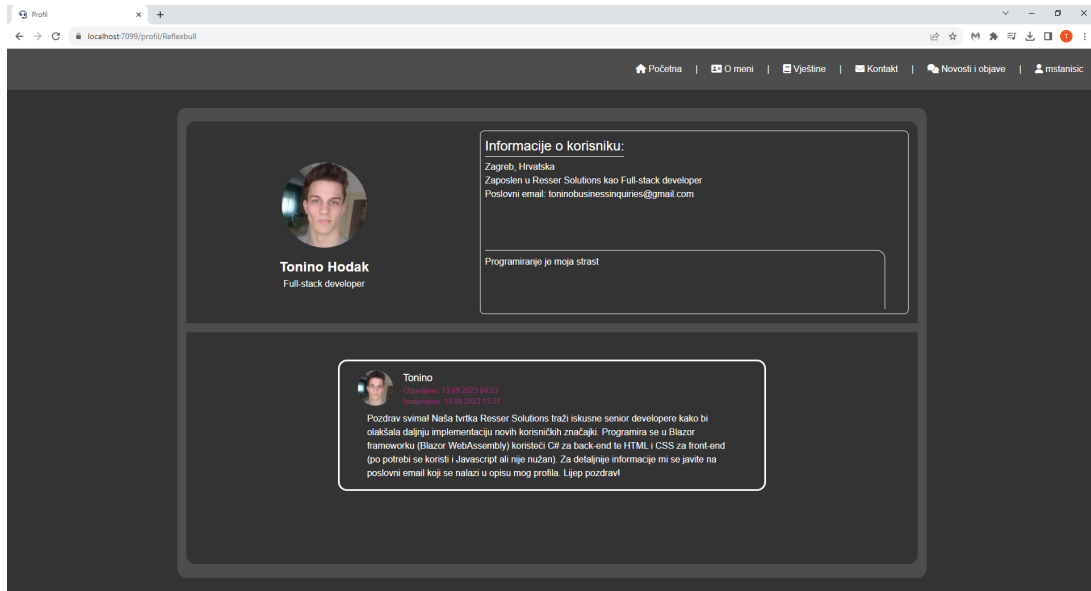 Profil
localhost:7099/profil/Reflexbull
T
Početna | O meni | Vještine | Kontakt | Novosti i objave | mstanisic
Tonino Hodak
Full-stack developer
Informacije o korisniku:
Zagreb, Hrvatska
Zaposlen u Resser Solutions kao Full-stack developer
Poslovni email: toninobusinessinquiries@gmail.com
Programiranje je moja strast
Tonino
Objavljeno: 13.09.2023 04:53
Izmijenjeno: 13.09.2023 13:27
Pozdrav svima! Naša tvrtka Resser Solutions traži iskusne senior developere kako bi
olakšala daljnju implementaciju novih korisničkih značajki. Programira se u Blazor
frameworku (Blazor WebAssembly) koristeći C# za back-end te HTML i CSS za front-end
(po potrebi se koristi i Javascript ali nije nužan). Za detaljnije informacije mi se javite na
poslovni email koji se nalazi u opisu mog profila. Lijep pozdrav!